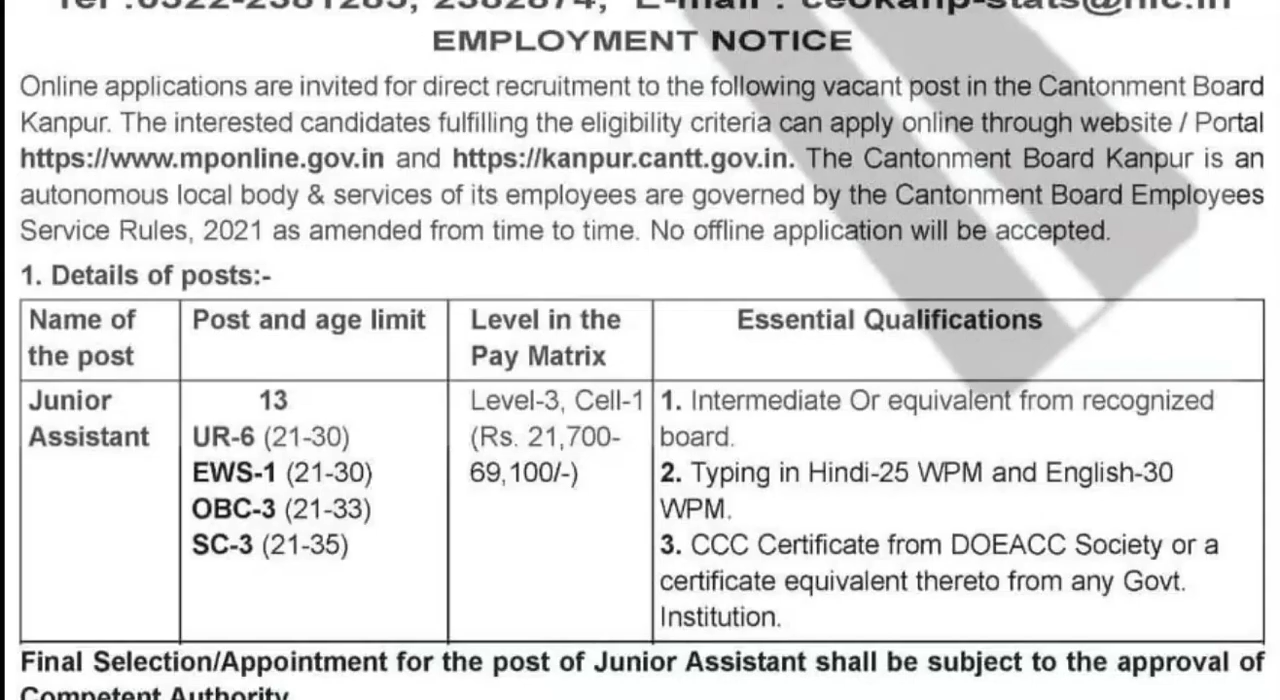 EMPLOYMENT NOTICE
Online applications are invited for direct recruitment to the following vacant post in the Cantonment Board
Kanpur. The interested candidates fulfilling the eligibility criteria can apply online through website / Portal
https://www.mponline.gov.in and https://kanpur.cantt.gov.in. The Cantonment Board Kanpur is an
autonomous local body & services of its employees are governed by the Cantonment Board Employees
Service Rules, 2021 as amended from time to time. No offline application will be accepted.
1. Details of posts:-
Name of
the post
Post and age limit
Level in the
Pay Matrix
Essential Qualifications
Junior
Assistant
13
UR-6 (21-30)
EWS-1 (21-30)
OBC-3 (21-33)
SC-3 (21-35)
Level-3, Cell-1
(Rs. 21,700-
69,100/-)
1. Intermediate Or equivalent from recognized
board.
2. Typing in Hindi-25 WPM and English-30
WPM.
3. CCC Certificate from DOEACC Society or a
certificate equivalent thereto from any Govt.
Institution.
Final Selection/Appointment for the post of Junior Assistant shall be subject to the approval of
Competent Authority